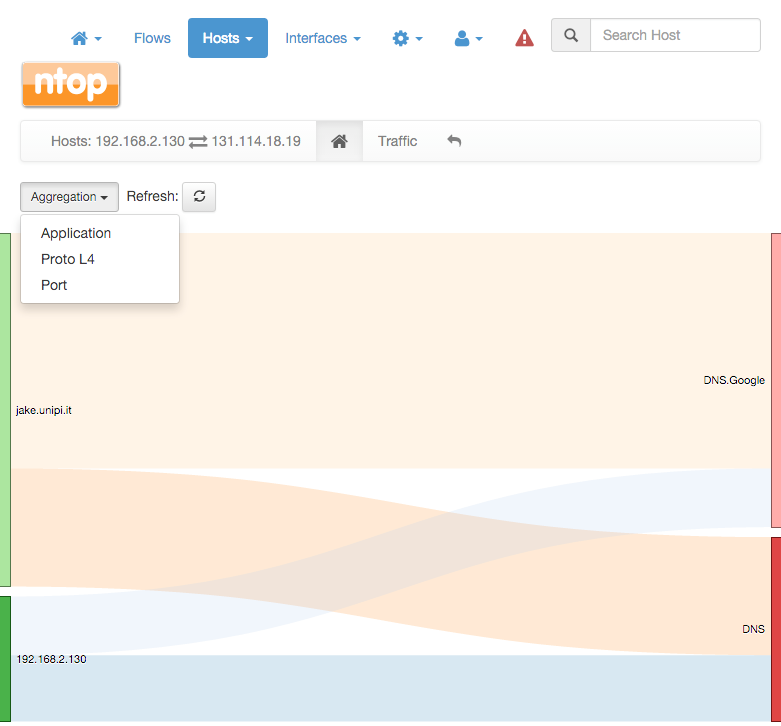 Flows
Hosts
Interfaces
Search Host
ntop
Hosts: 192.168.2.130 131.114.18.19
Traffic
Aggregation
Refresh:
Application
Proto L4
Port
DNS.Google
jake.unipi.it
DNS
192.168.2.130